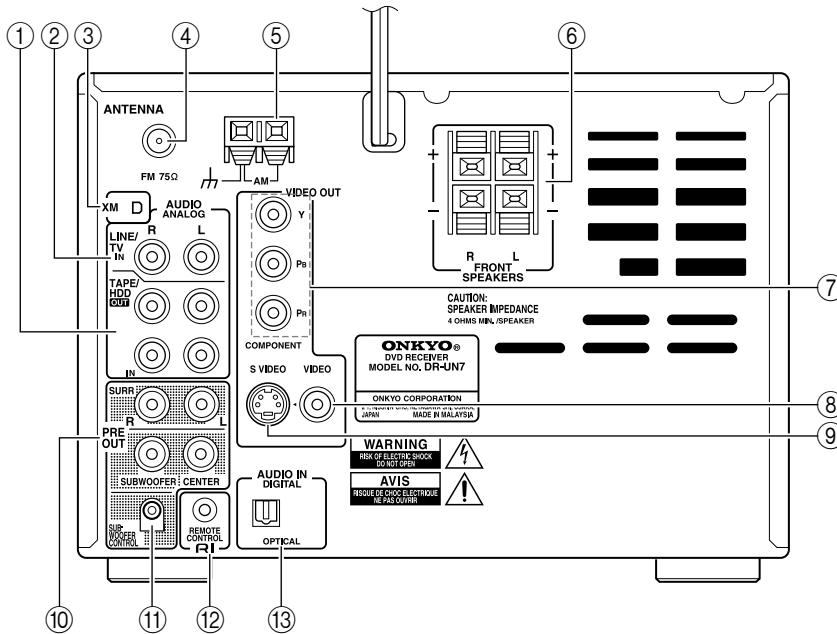 ① ② ③ ④ ⑤ ⑥
ANTENNA
FM 75Ω
AM
XM
AUDIO
ANALOG
R L
LINE/
TV
IN
TAPE/
HDD
OUT
IN
VIDEO OUT
Y
PB
PR
COMPONENT
S VIDEO VIDEO
+ +
− −
R L
FRONT
SPEAKERS
CAUTION:
SPEAKER IMPEDANCE
4 OHMS MIN. /SPEAKER
⑦
ONKYO®
DVD RECEIVER
MODEL NO. DR-UN7
ONKYO CORPORATION
JAPAN MADE IN MALAYSIA
⑧
⑨
WARNING
RISK OF ELECTRIC SHOCK
DO NOT OPEN
AVIS
RISQUE DE CHOC ELECTRIQUE
NE PAS OUVRIR
SURR
R L
PRE
OUT
SUBWOOFER CENTER
SUB-
WOOFER
CONTROL
REMOTE
CONTROL
RI
AUDIO IN
DIGITAL
OPTICAL
⑩ ⑪ ⑫ ⑬